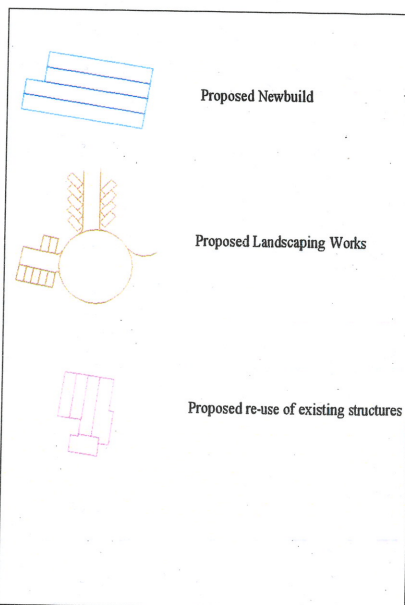 Proposed Newbuild
Proposed Landscaping Works
Proposed re-use of existing structures